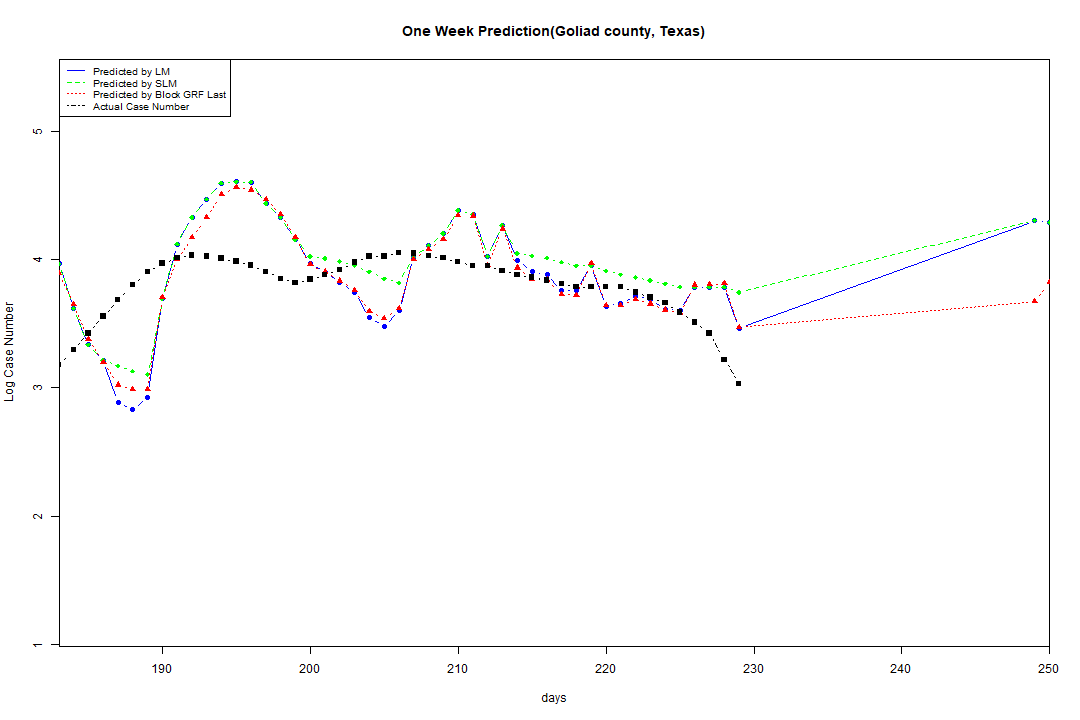 One Week Prediction(Goliad county, Texas)
Predicted by LM
Predicted by SLM
Predicted by Block GRF Last
Actual Case Number
5
4
3
2
1
Log Case Number
190 200 210 220 230 240 250
days